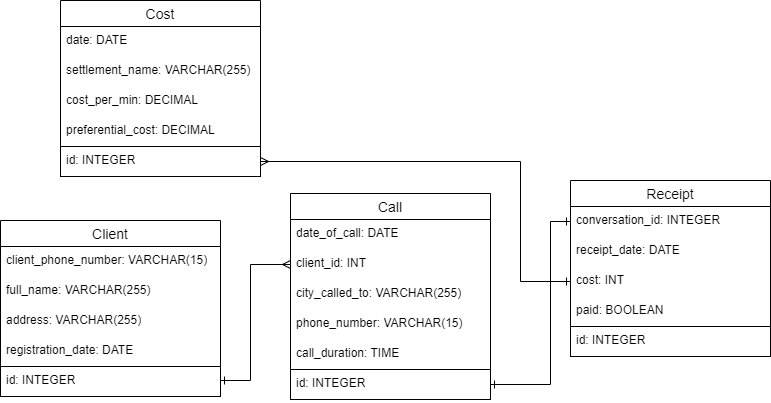 Cost
date: DATE
settlement_name: VARCHAR(255)
cost_per_min: DECIMAL
preferential_cost: DECIMAL
id: INTEGER
Client
client_phone_number: VARCHAR(15)
full_name: VARCHAR(255)
address: VARCHAR(255)
registration_date: DATE
id: INTEGER
Call
date_of_call: DATE
client_id: INT
city_called_to: VARCHAR(255)
phone_number: VARCHAR(15)
call_duration: TIME
id: INTEGER
Receipt
conversation_id: INTEGER
receipt_date: DATE
cost: INT
paid: BOOLEAN
id: INTEGER